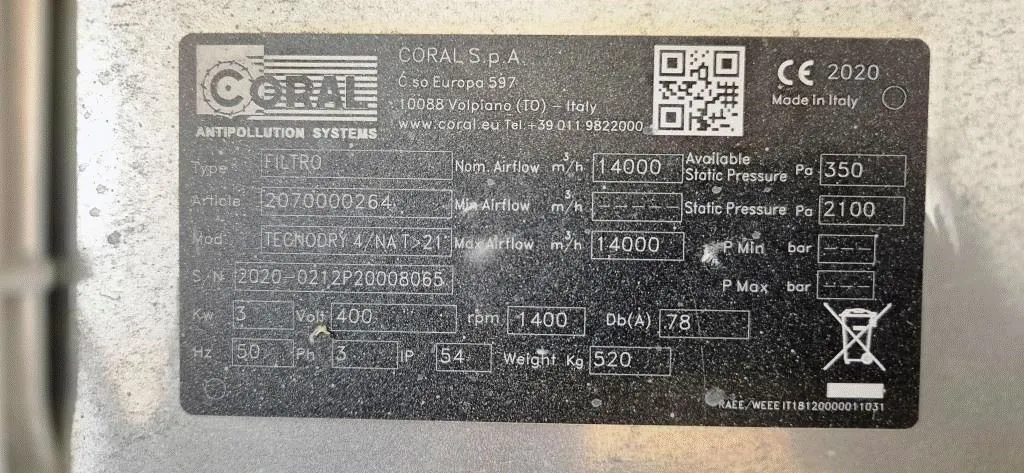 CORAL
ANTIPOLLUTION SYSTEMS
CORAL S.p.A.
C.so Europa 597
10088 Volpiano (TO) - Italy
www.coral.eu Tel.+39 011 9822000
CE 2020
Made in Italy
Type FILTRO Nom. Airflow m³/h 14000 Available Static Pressure Pa 350
Article 2070000264 Min Airflow m³/h ----- Static Pressure Pa 2100
Mod. TECNODRY 4/NA T>21 Max Airflow m³/h 14000 P Min bar ---
S/N 2020-0212P20008065 P Max bar ---
Kw 3 Volt 400 rpm 1400 Db(A) 78
Hz 50 Ph 3 IP 54 Weight Kg 520
RAEE/WEEE IT18120000011031